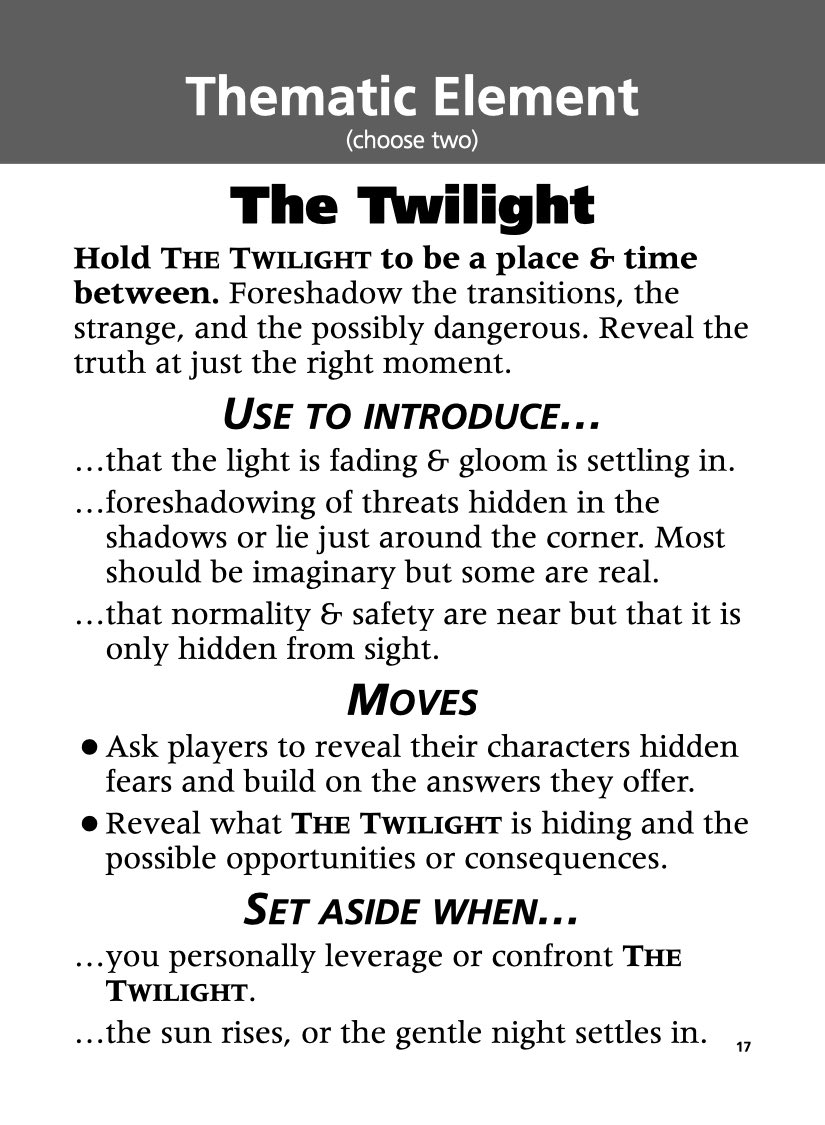 Thematic Element
(choose two)
The Twilight
Hold THE TWILIGHT to be a place & time
between. Foreshadow the transitions, the
strange, and the possibly dangerous. Reveal the
truth at just the right moment.
USE TO INTRODUCE…
…that the light is fading & gloom is settling in.
…foreshadowing of threats hidden in the
shadows or lie just around the corner. Most
should be imaginary but some are real.
…that normality & safety are near but that it is
only hidden from sight.
MOVES
● Ask players to reveal their characters hidden
fears and build on the answers they offer.
● Reveal what THE TWILIGHT is hiding and the
possible opportunities or consequences.
SET ASIDE WHEN…
…you personally leverage or confront THE
TWILIGHT.
…the sun rises, or the gentle night settles in.
17